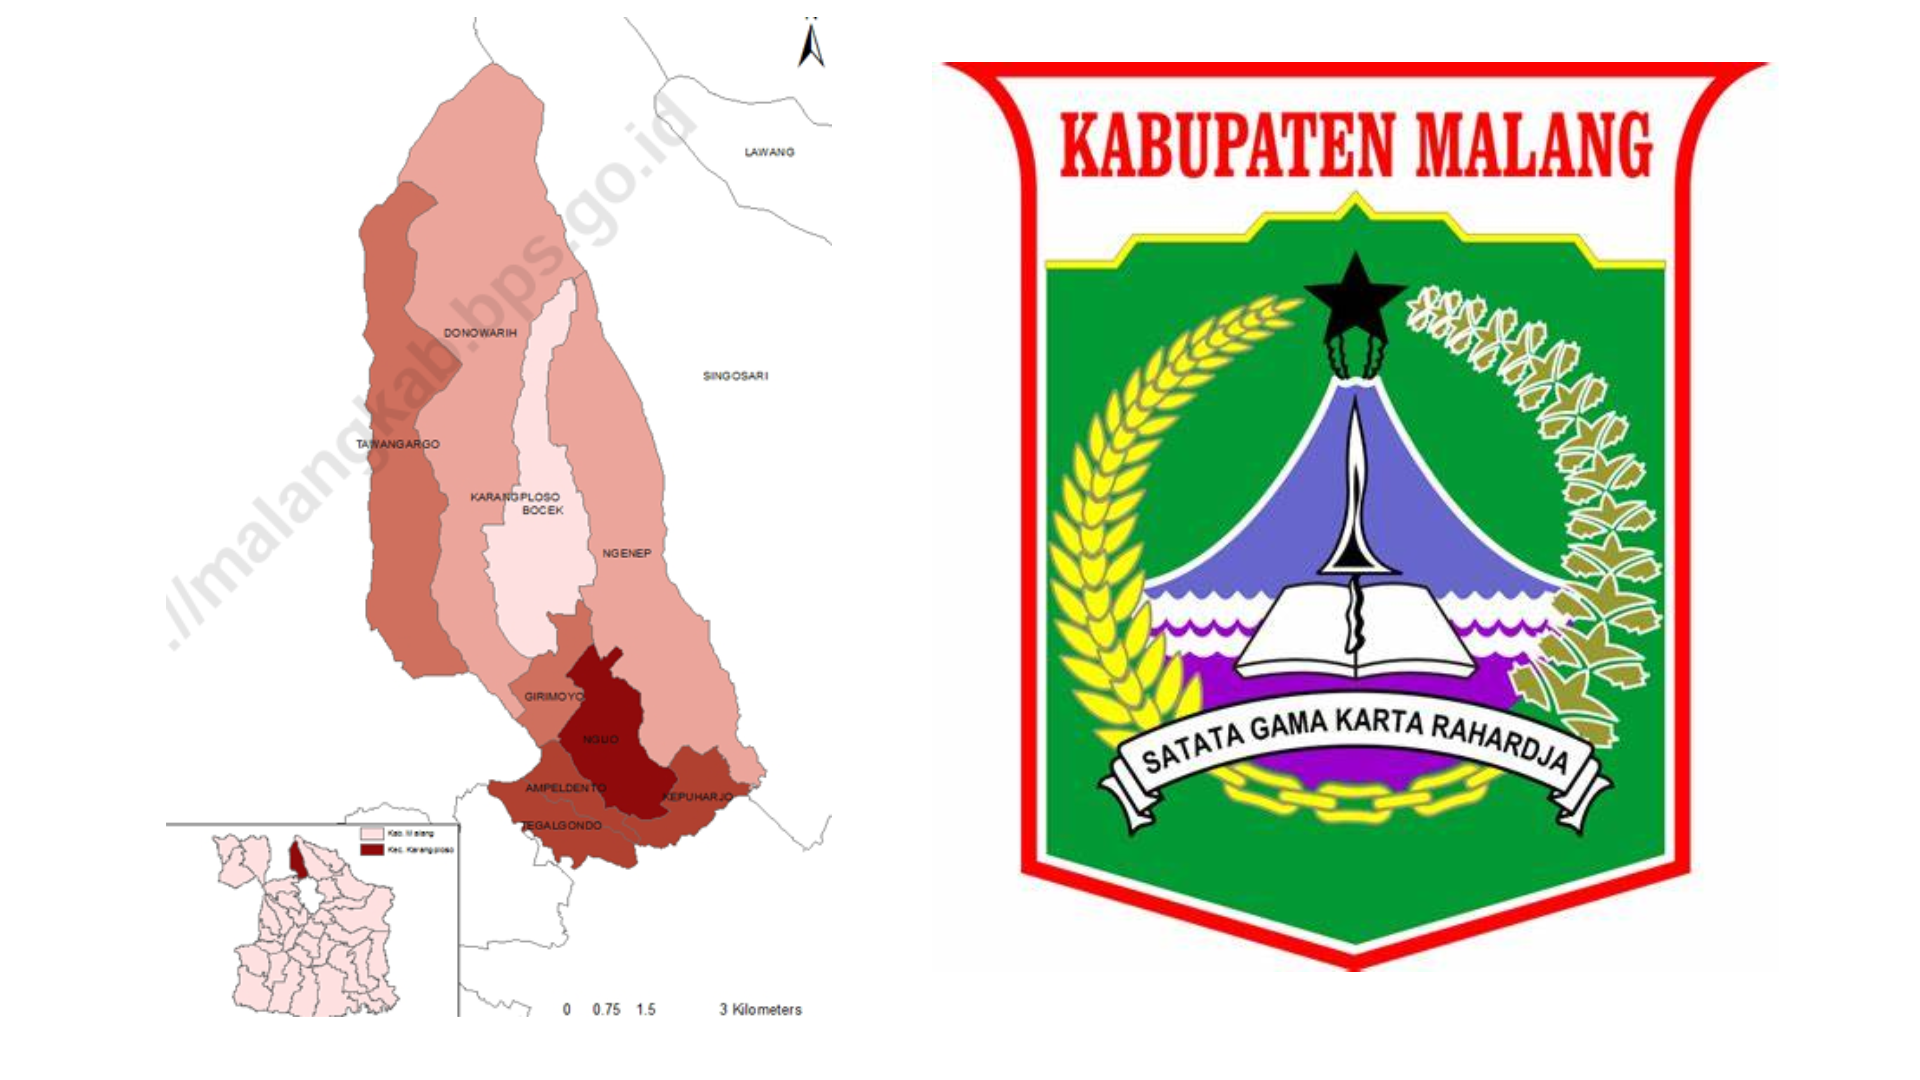 LAWANG
DONOWARIH
SINGOSARI
TAWANGARGO
KARANGPLOSO
BOCEK
NGENEP
GIRIMOYO
NGIJO
AMPELDENTO
KEPUHARJO
TEGALGONDO
Kab. Malang
Kec. Karangploso
0 0.75 1.5 3 Kilometers
://malangkab.bps.go.id
KABUPATEN MALANG
SATATA GAMA KARTA RAHARDJA